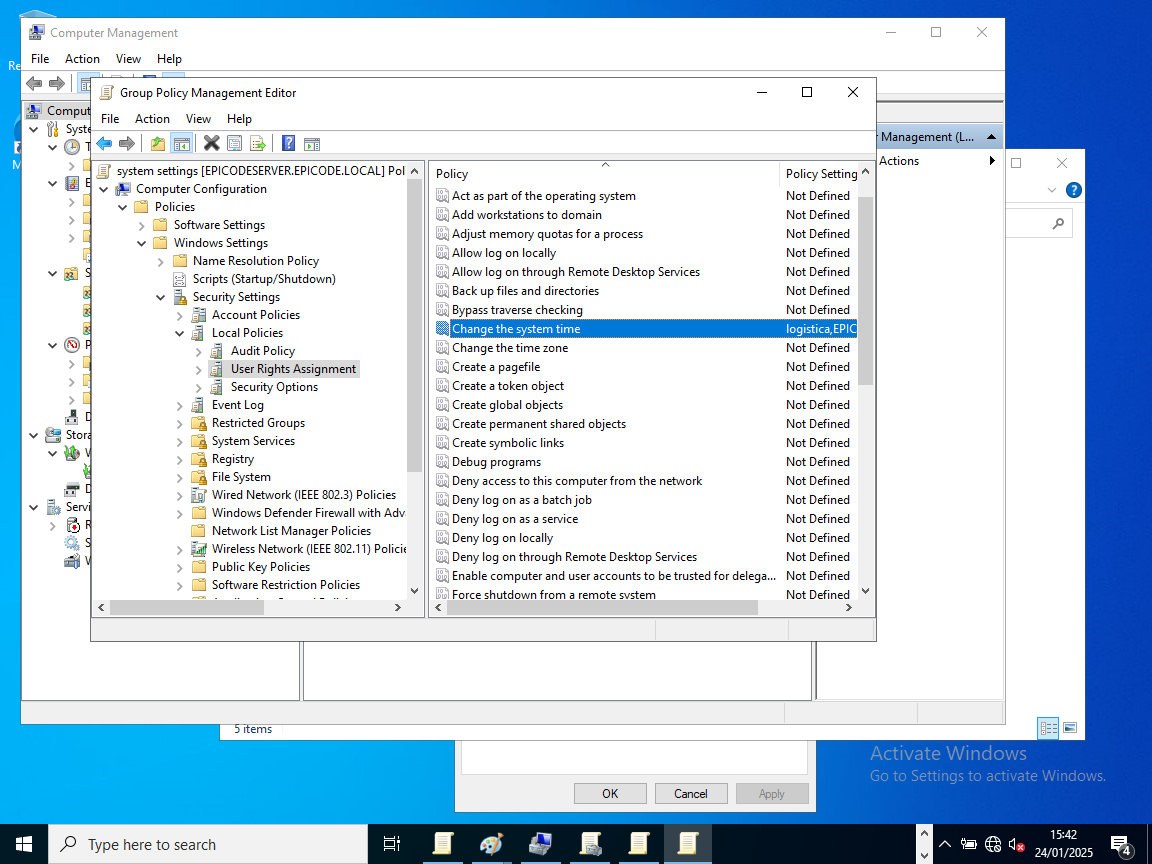 Computer Management
File Action View Help
Re
Group Policy Management Editor
File Action View Help
Comput
Syste
T
E
S
P
D
Stora
W
D
Servi
R
S
W
M
system settings [EPICODESERVER.EPICODE.LOCAL] Pol
Computer Configuration
Policies
Software Settings
Windows Settings
Name Resolution Policy
Scripts (Startup/Shutdown)
Security Settings
Account Policies
Local Policies
Audit Policy
User Rights Assignment
Security Options
Event Log
Restricted Groups
System Services
Registry
File System
Wired Network (IEEE 802.3) Policies
Windows Defender Firewall with Adva
Network List Manager Policies
Wireless Network (IEEE 802.11) Policie
Public Key Policies
Software Restriction Policies
Policy Policy Setting
Act as part of the operating system Not Defined
Add workstations to domain Not Defined
Adjust memory quotas for a process Not Defined
Allow log on locally Not Defined
Allow log on through Remote Desktop Services Not Defined
Back up files and directories Not Defined
Bypass traverse checking Not Defined
Change the system time logistica,EPIC
Change the time zone Not Defined
Create a pagefile Not Defined
Create a token object Not Defined
Create global objects Not Defined
Create permanent shared objects Not Defined
Create symbolic links Not Defined
Debug programs Not Defined
Deny access to this computer from the network Not Defined
Deny log on as a batch job Not Defined
Deny log on as a service Not Defined
Deny log on locally Not Defined
Deny log on through Remote Desktop Services Not Defined
Enable computer and user accounts to be trusted for delega... Not Defined
Force shutdown from a remote system Not Defined
r Management (L...
Actions
5 items
OK Cancel Apply
Activate Windows
Go to Settings to activate Windows.
Type here to search
15:42
24/01/2025
4